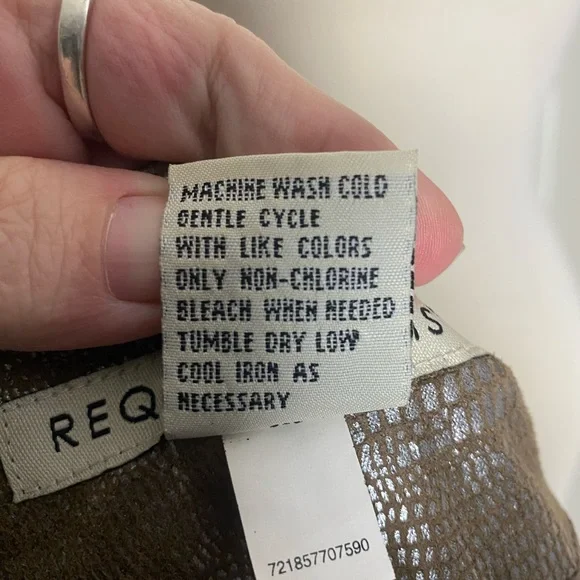 MACHINE WASH COLD
GENTLE CYCLE
WITH LIKE COLORS
ONLY NON-CHLORINE
BLEACH WHEN NEEDED
TUMBLE DRY LOW
COOL IRON AS
NECESSARY
REQ
S
721857707590